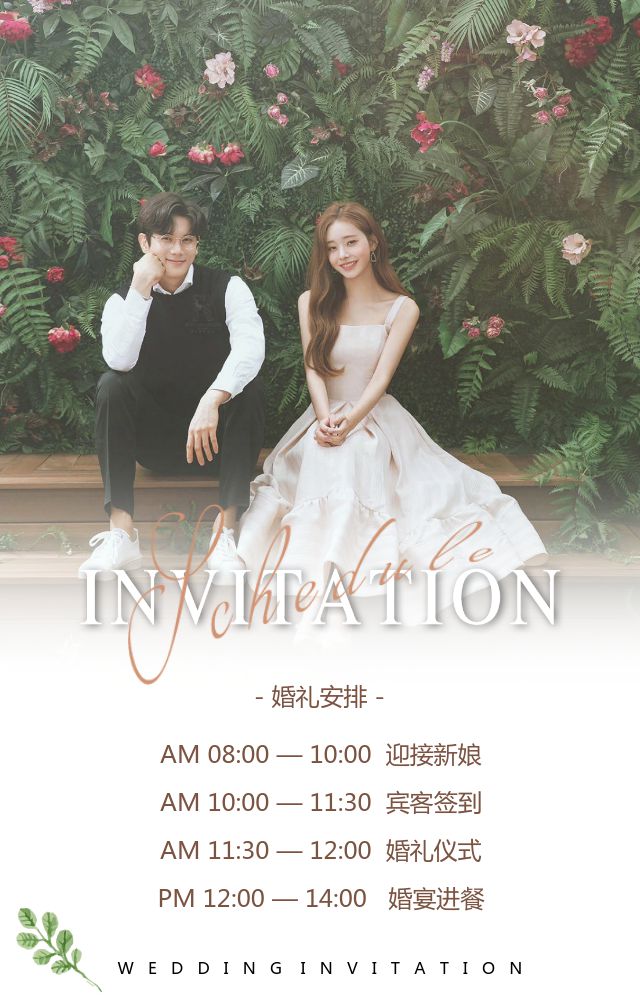 Schedule
INVITATION
- 婚礼安排 -
AM 08:00 — 10:00 迎接新娘
AM 10:00 — 11:30 宾客签到
AM 11:30 — 12:00 婚礼仪式
PM 12:00 — 14:00 婚宴进餐
WEDDINGINVITATION